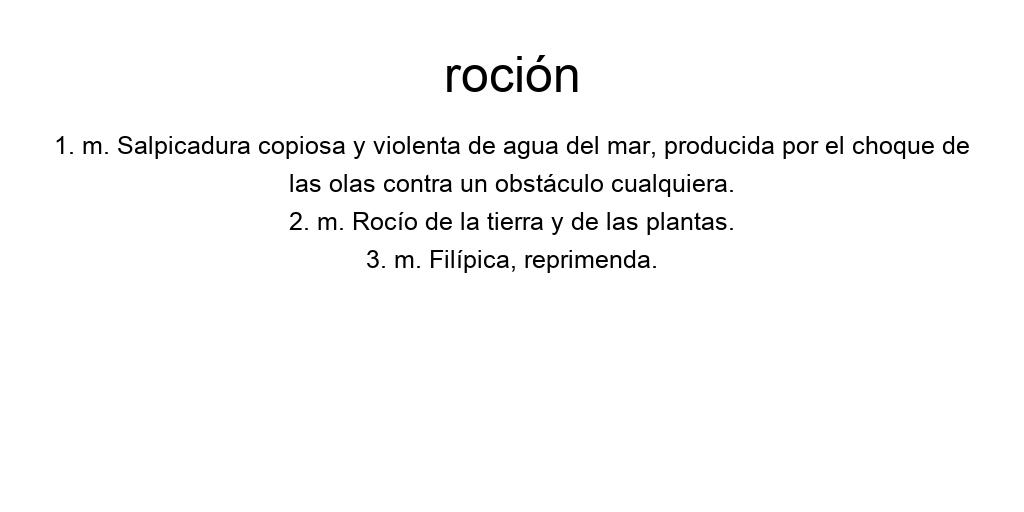 roción
1. m. Salpicadura copiosa y violenta de agua del mar, producida por el choque de
las olas contra un obstáculo cualquiera.
2. m. Rocío de la tierra y de las plantas.
3. m. Filípica, reprimenda.